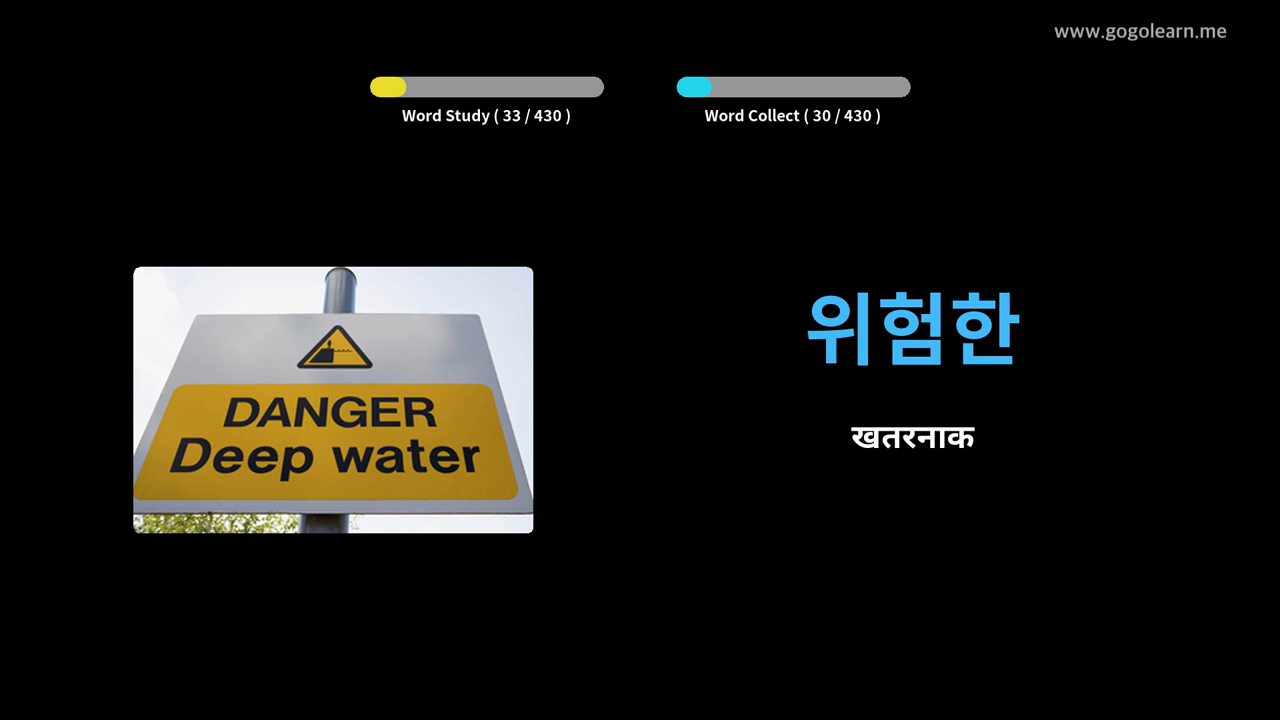 www.gogolearn.me
Word Study ( 33 / 430 )
Word Collect ( 30 / 430 )
DANGER
Deep water
위험한
खतरनाक